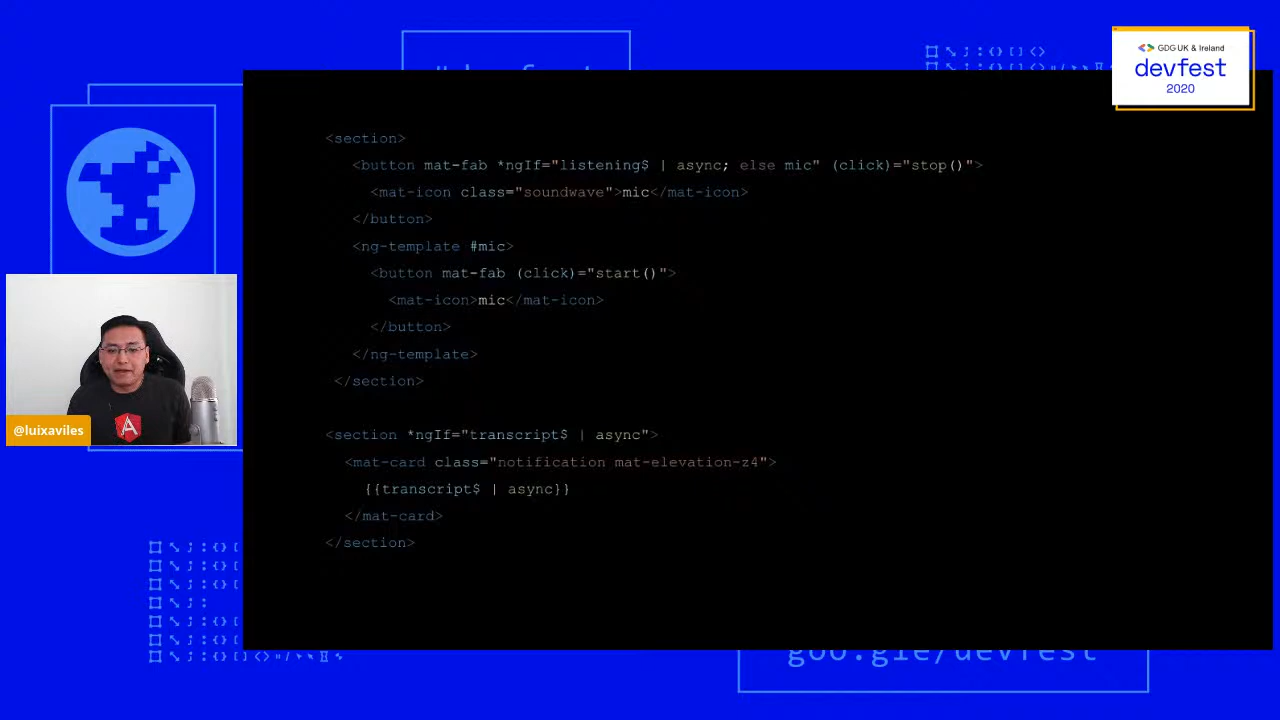 GDG UK & Ireland
devfest
2020
<section>
<button mat-fab *ngIf="listening$ | async; else mic" (click)="stop()">
<mat-icon class="soundwave">mic</mat-icon>
</button>
<ng-template #mic>
<button mat-fab (click)="start()">
<mat-icon>mic</mat-icon>
</button>
</ng-template>
</section>
<section *ngIf="transcript$ | async">
<mat-card class="notification mat-elevation-z4">
{{transcript$ | async}}
</mat-card>
</section>
@luixaviles
goo.gle/devfest